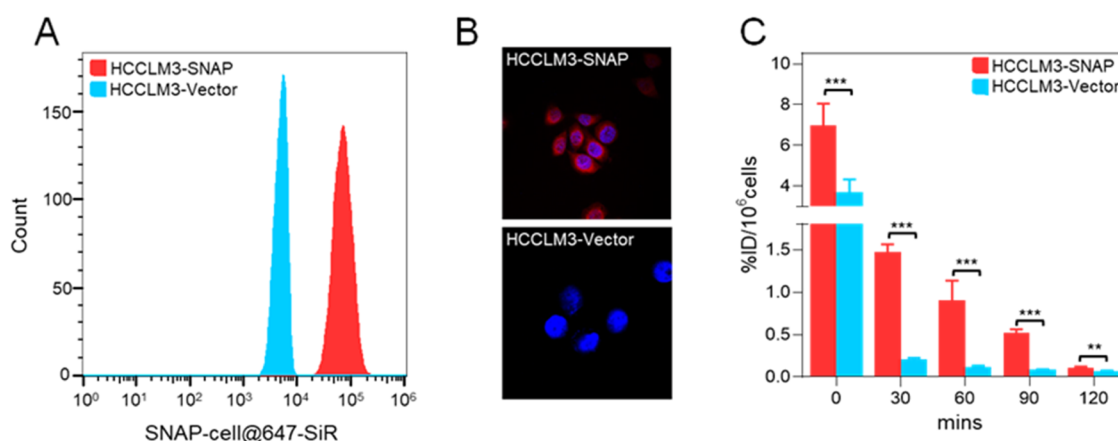 A
HCCLM3-SNAP
HCCLM3-Vector
150
100
50
0
Count
10⁰ 10¹ 10² 10³ 10⁴ 10⁵ 10⁶
SNAP-cell@647-SiR
B
HCCLM3-SNAP
HCCLM3-Vector
C
HCCLM3-SNAP
HCCLM3-Vector
10
8
6
4
1.5
1.0
0.5
0.0
%ID/10⁶cells
***
***
***
***
**
0 30 60 90 120
mins